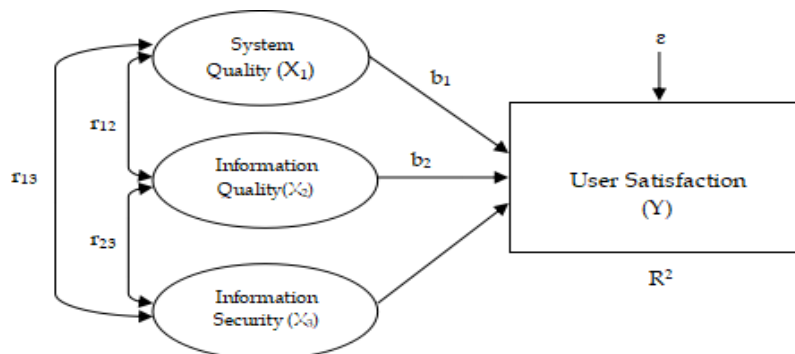 System
Quality (X₁)
ε
b₁
r₁₂
Information
Quality(X₂)
b₂
r₁₃
User Satisfaction
(Y)
r₂₃
R²
Information
Security (X₃)